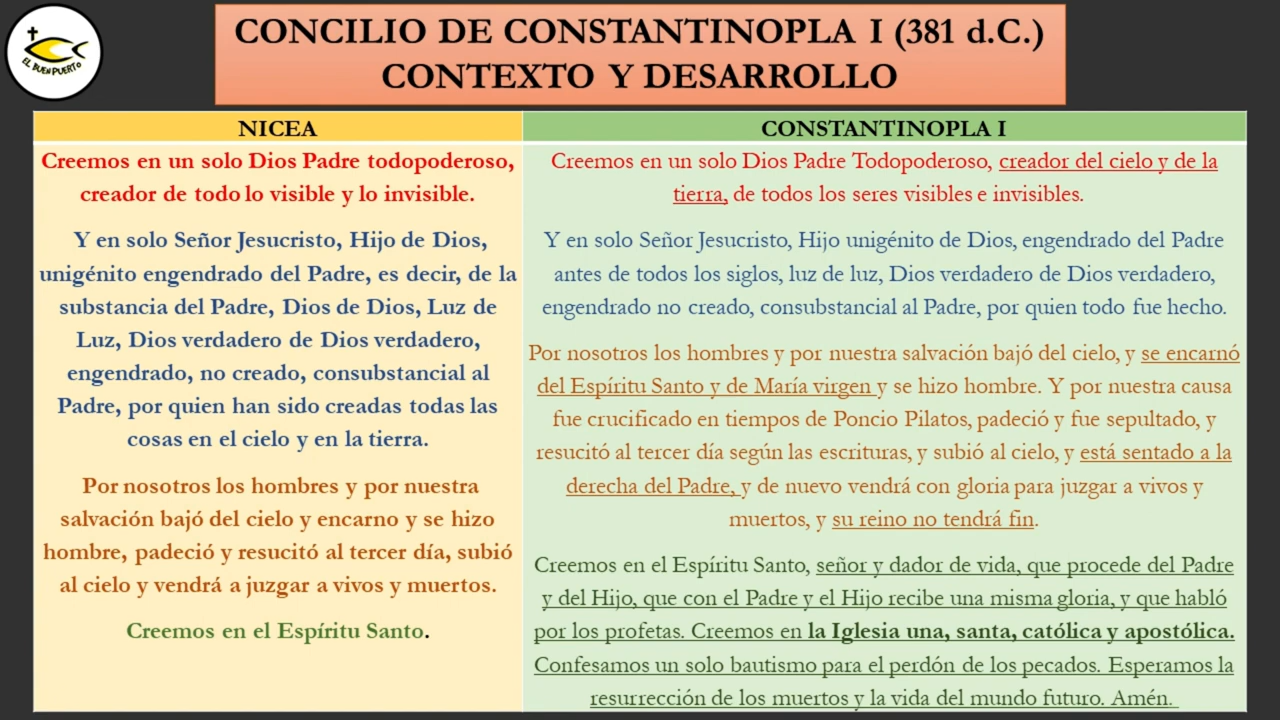 EL BUEN PUERTO
CONCILIO DE CONSTANTINOPLA I (381 d.C.)
CONTEXTO Y DESARROLLO
NICEA
Creemos en un solo Dios Padre todopoderoso,
creador de todo lo visible y lo invisible.
Y en solo Señor Jesucristo, Hijo de Dios,
unigénito engendrado del Padre, es decir, de la
substancia del Padre, Dios de Dios, Luz de
Luz, Dios verdadero de Dios verdadero,
engendrado, no creado, consubstancial al
Padre, por quien han sido creadas todas las
cosas en el cielo y en la tierra.
Por nosotros los hombres y por nuestra
salvación bajó del cielo y encarno y se hizo
hombre, padeció y resucitó al tercer día, subió
al cielo y vendrá a juzgar a vivos y muertos.
Creemos en el Espíritu Santo.
CONSTANTINOPLA I
Creemos en un solo Dios Padre Todopoderoso, creador del cielo y de la
tierra, de todos los seres visibles e invisibles.
Y en solo Señor Jesucristo, Hijo unigénito de Dios, engendrado del Padre
antes de todos los siglos, luz de luz, Dios verdadero de Dios verdadero,
engendrado no creado, consubstancial al Padre, por quien todo fue hecho.
Por nosotros los hombres y por nuestra salvación bajó del cielo, y se encarnó
del Espíritu Santo y de María virgen y se hizo hombre. Y por nuestra causa
fue crucificado en tiempos de Poncio Pilatos, padeció y fue sepultado, y
resucitó al tercer día según las escrituras, y subió al cielo, y está sentado a la
derecha del Padre, y de nuevo vendrá con gloria para juzgar a vivos y
muertos, y su reino no tendrá fin.
Creemos en el Espíritu Santo, señor y dador de vida, que procede del Padre
y del Hijo, que con el Padre y el Hijo recibe una misma gloria, y que habló
por los profetas. Creemos en la Iglesia una, santa, católica y apostólica.
Confesamos un solo bautismo para el perdón de los pecados. Esperamos la
resurrección de los muertos y la vida del mundo futuro. Amén.